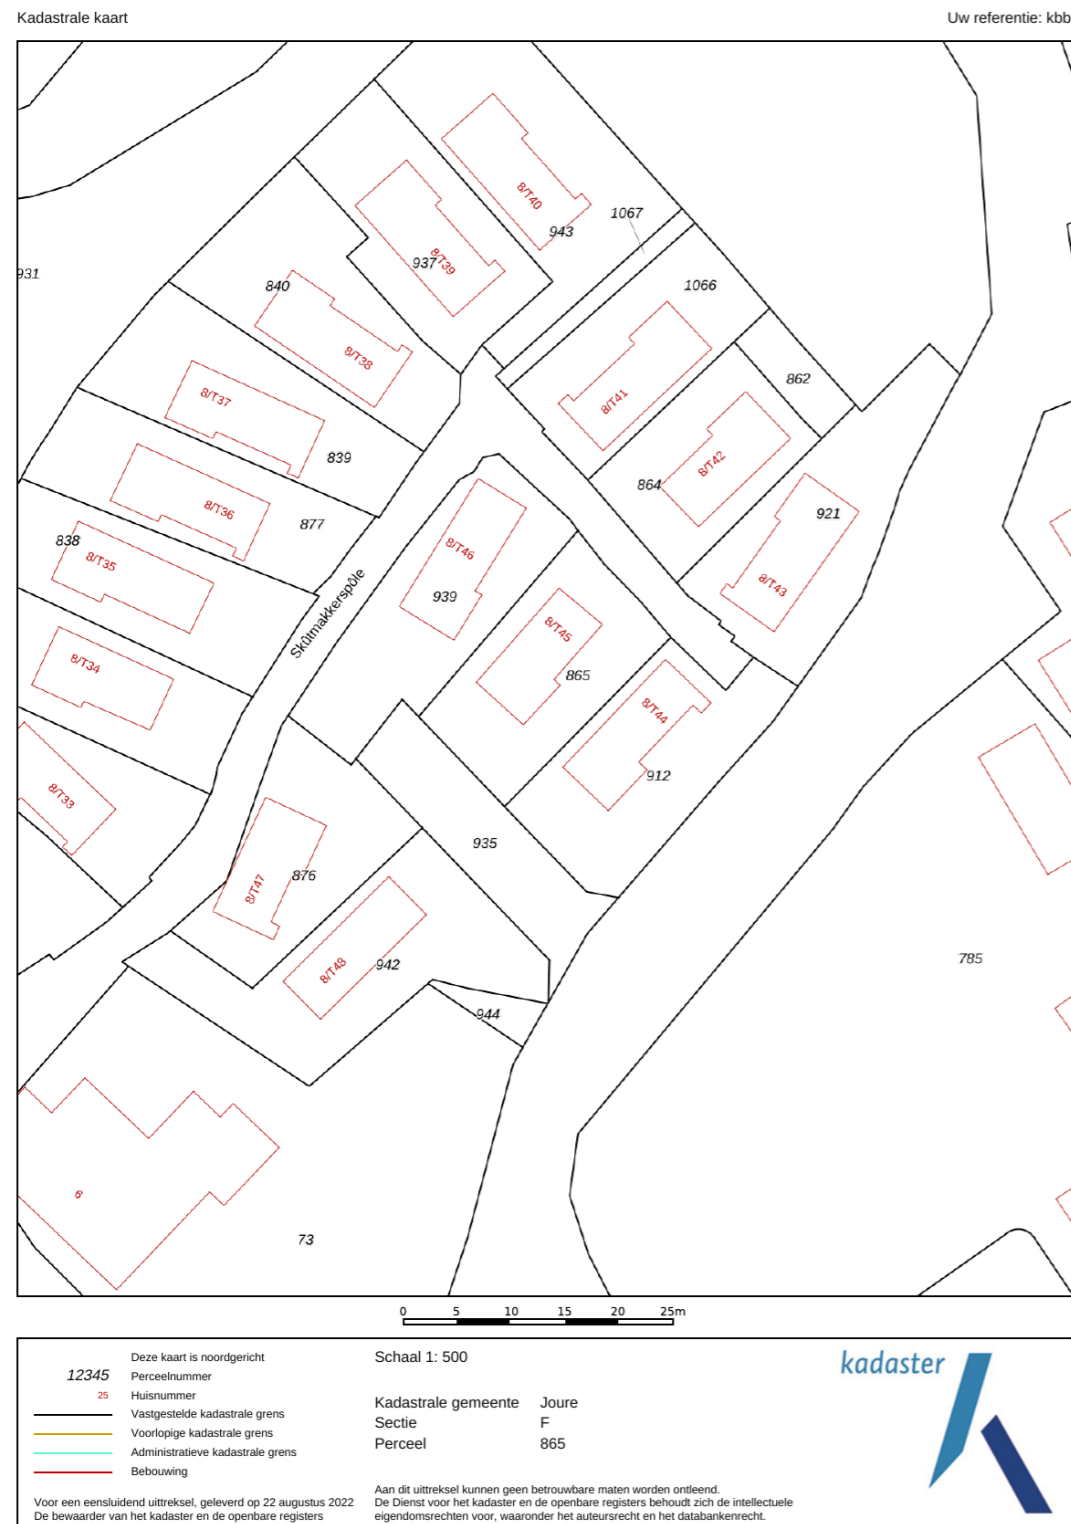 Kadastrale kaart
Uw referentie: kbb
8/T40
1067
943
931
937
8/T39
840
1066
8/T38
862
8/T37
8/T41
839
8/T42
864
8/T36
877
921
838
8/T35
8/T46
8/T43
939
Skûtmakkerspôle
8/T45
8/T34
865
8/T44
912
8/T33
935
876
8/T47
942
8/T48
785
944
6
73
0 5 10 15 20 25m
Deze kaart is noordgericht
12345 Perceelnummer
25 Huisnummer
Vastgestelde kadastrale grens
Voorlopige kadastrale grens
Administratieve kadastrale grens
Bebouwing
Voor een eensluidend uittreksel, geleverd op 22 augustus 2022
De bewaarder van het kadaster en de openbare registers
Schaal 1: 500
Kadastrale gemeente Joure
Sectie F
Perceel 865
Aan dit uittreksel kunnen geen betrouwbare maten worden ontleend.
De Dienst voor het kadaster en de openbare registers behoudt zich de intellectuele
eigendomsrechten voor, waaronder het auteursrecht en het databankenrecht.
kadaster